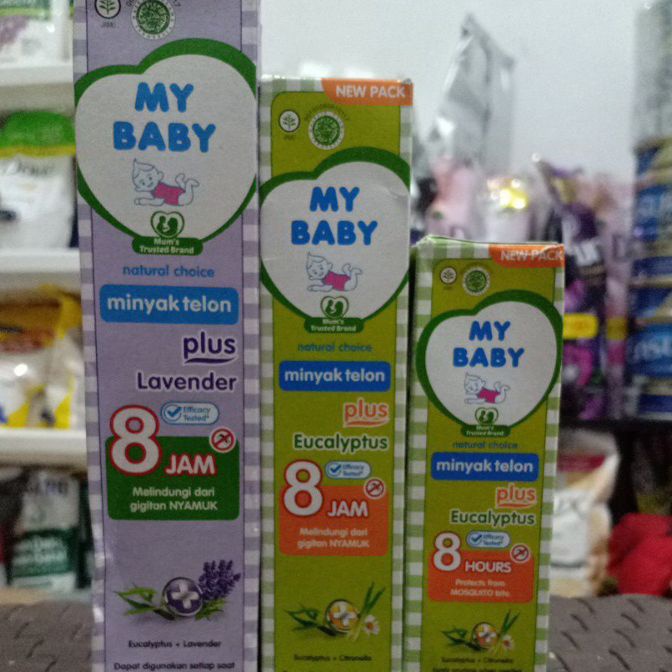 MY
BABY
Mum's
Trusted Brand
natural choice
minyak telon
plus
Lavender
8
JAM
Efficacy
Tested*
Melindungi dari
gigitan NYAMUK
Eucalyptus + Lavender
Dapat digunakan setiap saat
NEW PACK
MY
BABY
Mum's
Trusted Brand
natural choice
minyak telon
plus
Eucalyptus
8
JAM
Efficacy
Tested*
Melindungi dari
gigitan NYAMUK
Eucalyptus + Citronella
NEW PACK
MY
BABY
Mum's
Trusted Brand
natural choice
minyak telon
plus
Eucalyptus
8
HOURS
Efficacy
Tested*
Protects from
MOSQUITO bite
Eucalyptus + Citronella